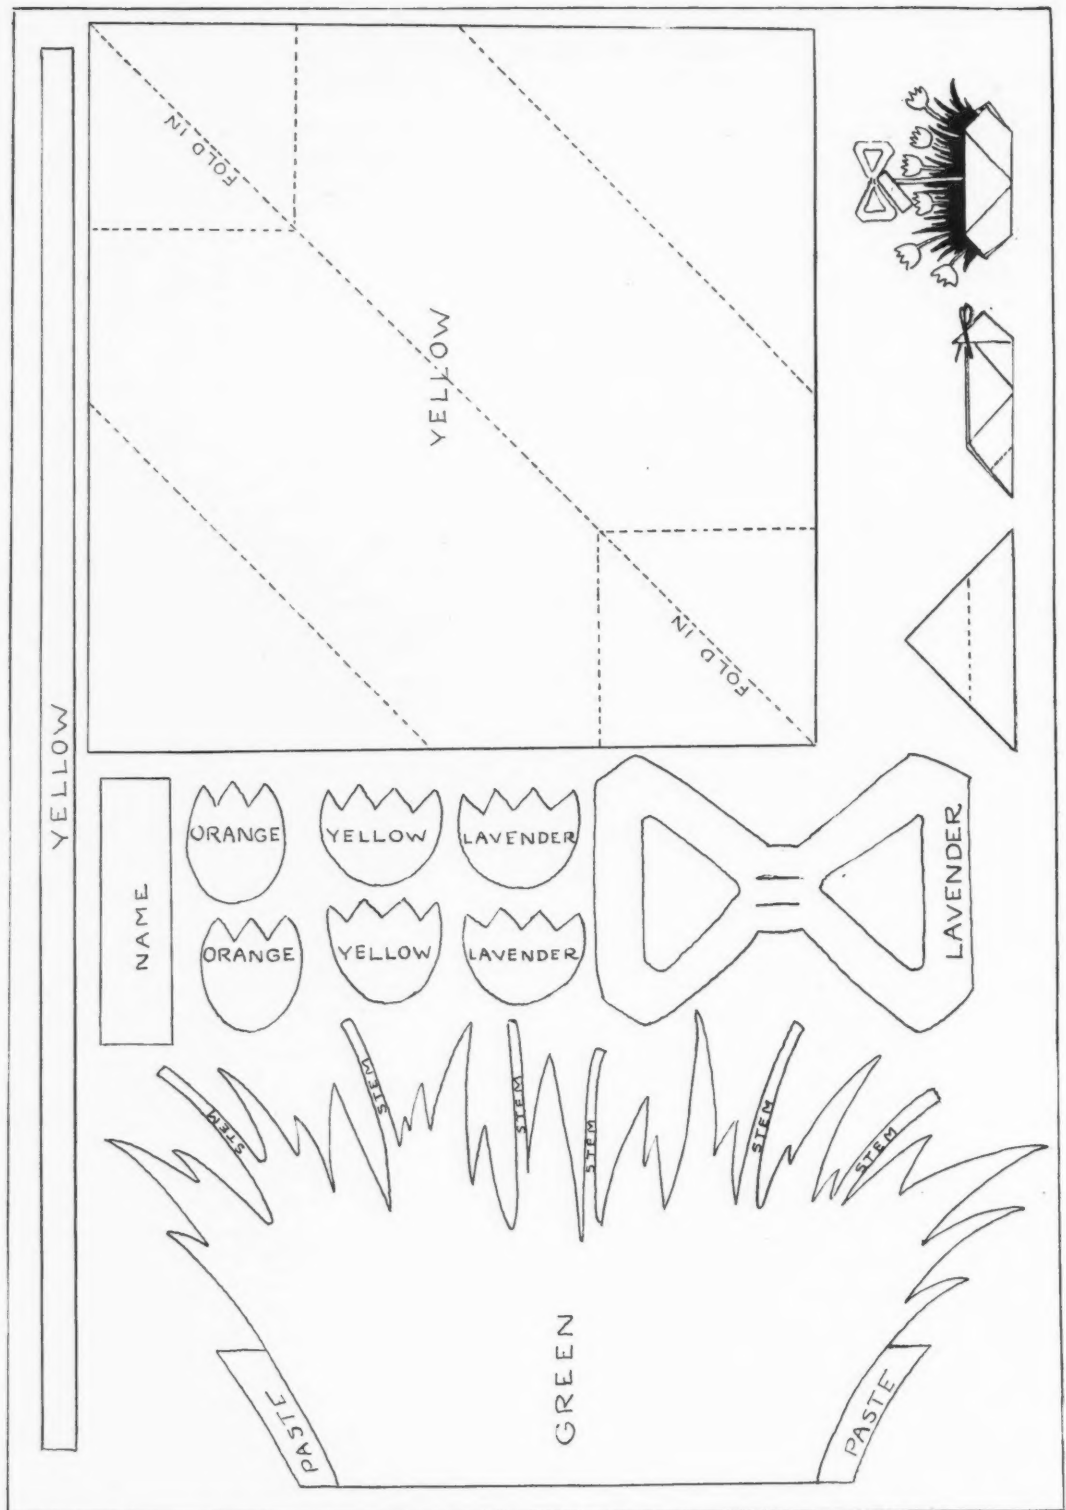 FOLD IN
YELLOW
FOLD IN
YELLOW
NAME
ORANGE
YELLOW
LAVENDER
ORANGE
YELLOW
LAVENDER
LAVENDER
STEM
STEM
STEM
STEM
STEM
STEM
GREEN
PASTE
PASTE